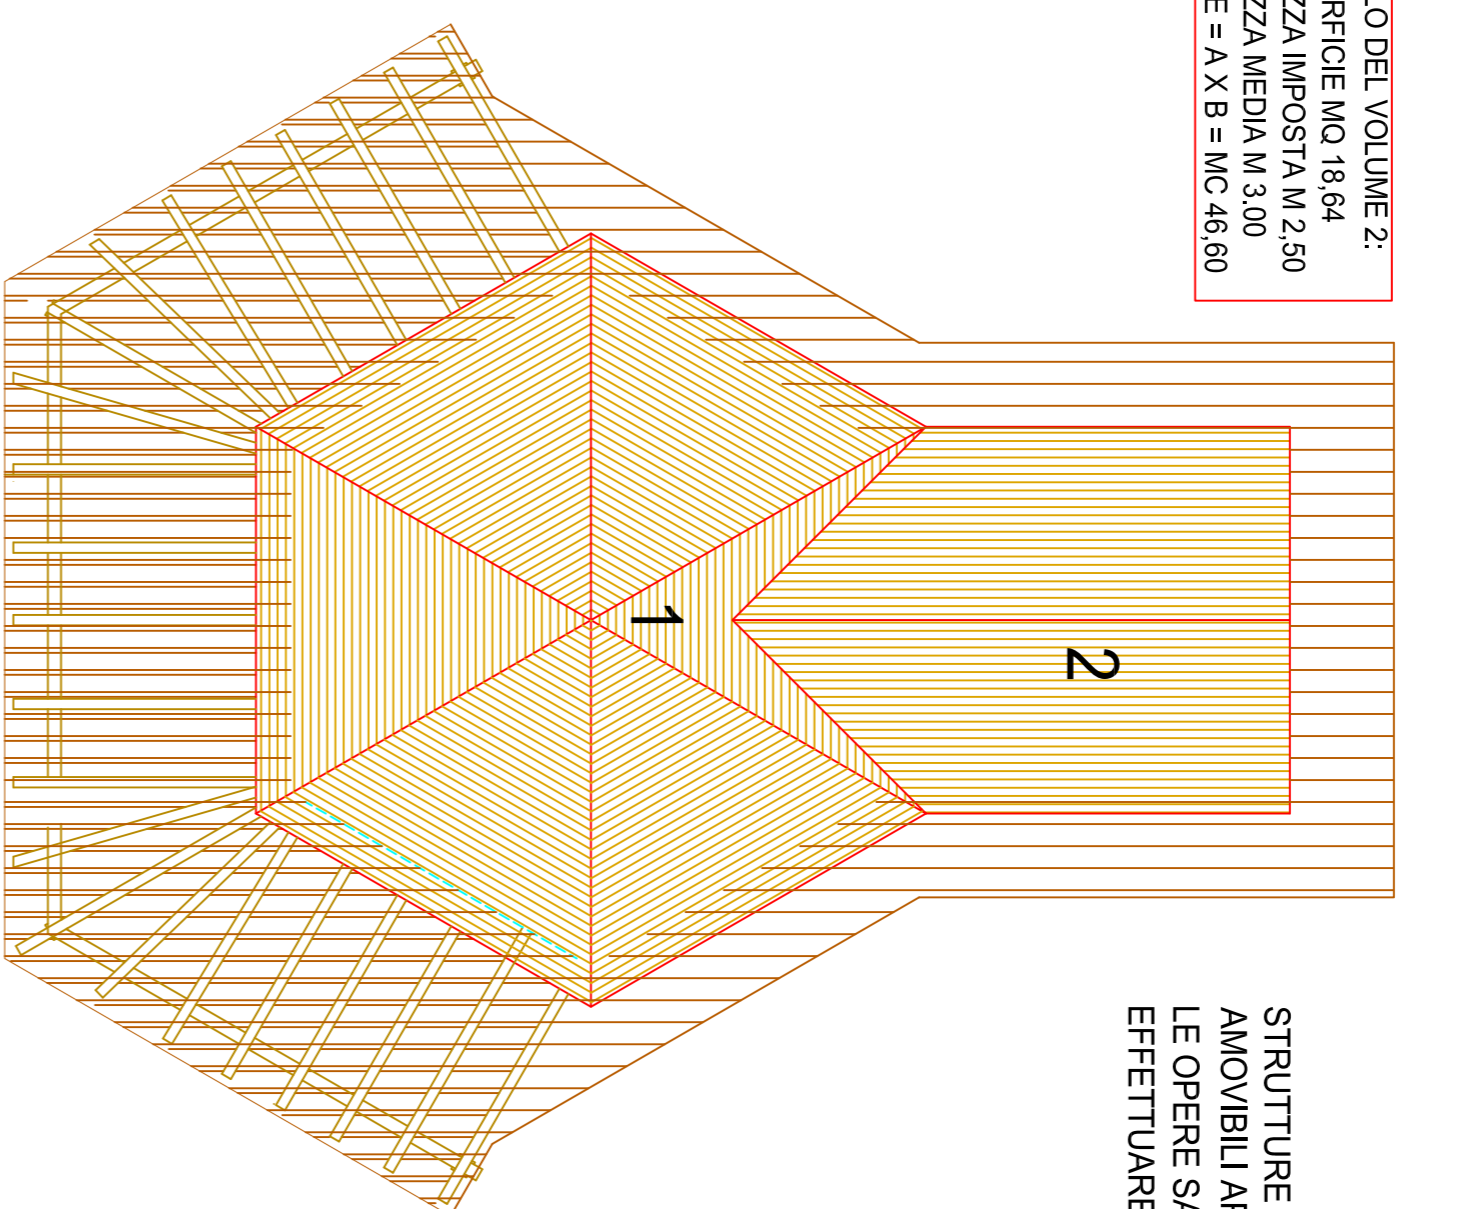 LO DEL VOLUME 2:
RFICIE MQ 18,64
ZZA IMPOSTA M 2,50
ZZA MEDIA M 3.00
E = A X B = MC 46,60
1
2
STRUTTURE
AMOVIBILI AR
LE OPERE SA
EFFETTUARE